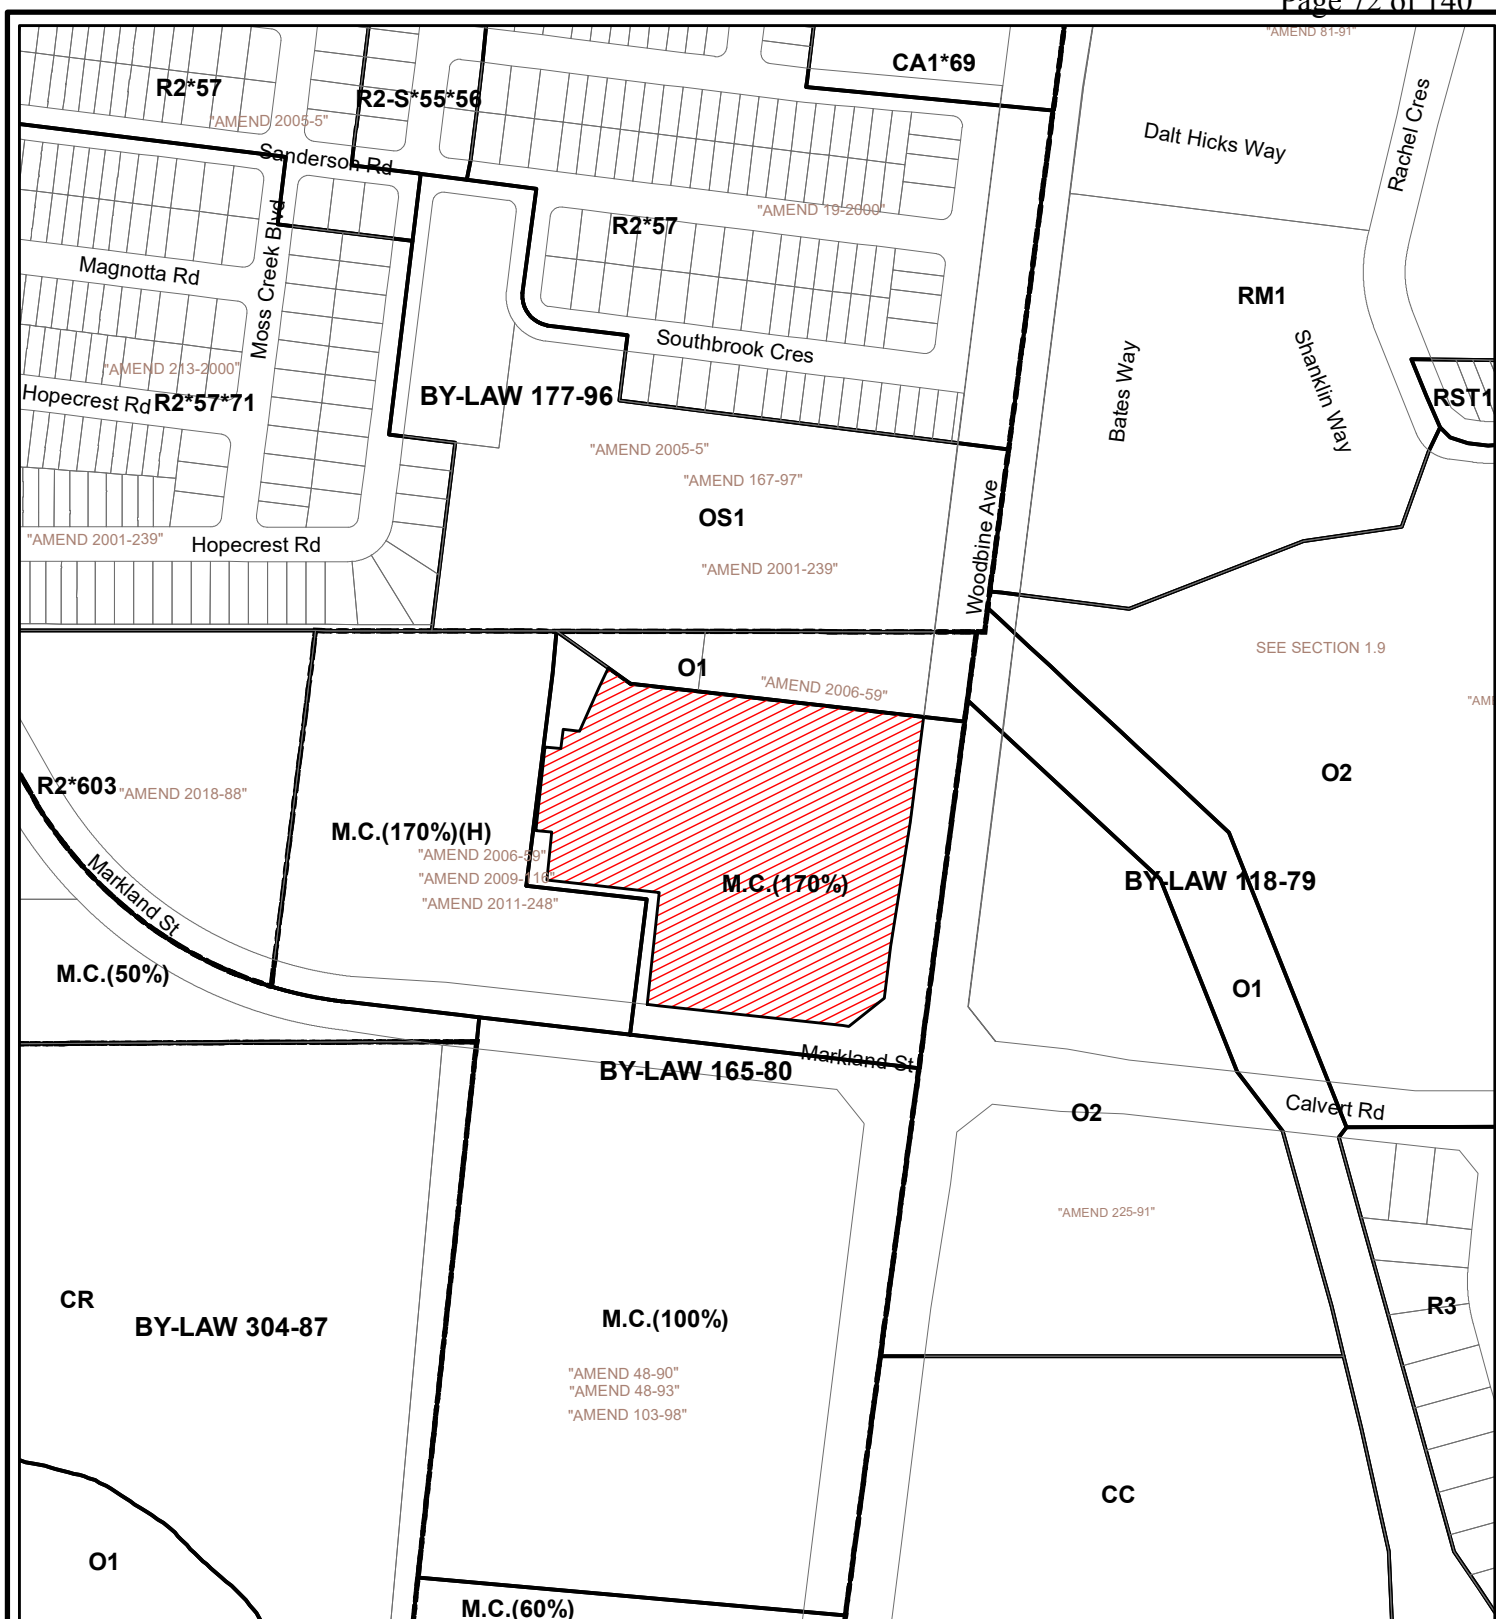 Page 72 of 140
"AMEND 81-91"
CA1*69
R2*57
R2-S*55*56
"AMEND 2005-5"
Sanderson Rd
Dalt Hicks Way
Rachel Cres
"AMEND 19-2000"
R2*57
Moss Creek Blvd
Magnotta Rd
RM1
Southbrook Cres
Shanklin Way
Bates Way
"AMEND 213-2000"
Hopecrest Rd
R2*57*71
BY-LAW 177-96
RST1
"AMEND 2005-5"
"AMEND 167-97"
OS1
Woodbine Ave
"AMEND 2001-239"
Hopecrest Rd
"AMEND 2001-239"
SEE SECTION 1.9
O1
"AMEND 2006-59"
"AME
O2
R2*603
"AMEND 2018-88"
M.C.(170%)(H)
"AMEND 2006-59"
"AMEND 2009-116"
"AMEND 2011-248"
M.C.(170%)
BY-LAW 118-79
Markland St
M.C.(50%)
O1
Markland St
BY-LAW 165-80
Calvert Rd
O2
"AMEND 225-91"
CR
BY-LAW 304-87
M.C.(100%)
R3
"AMEND 48-90"
"AMEND 48-93"
"AMEND 103-98"
CC
O1
M.C.(60%)